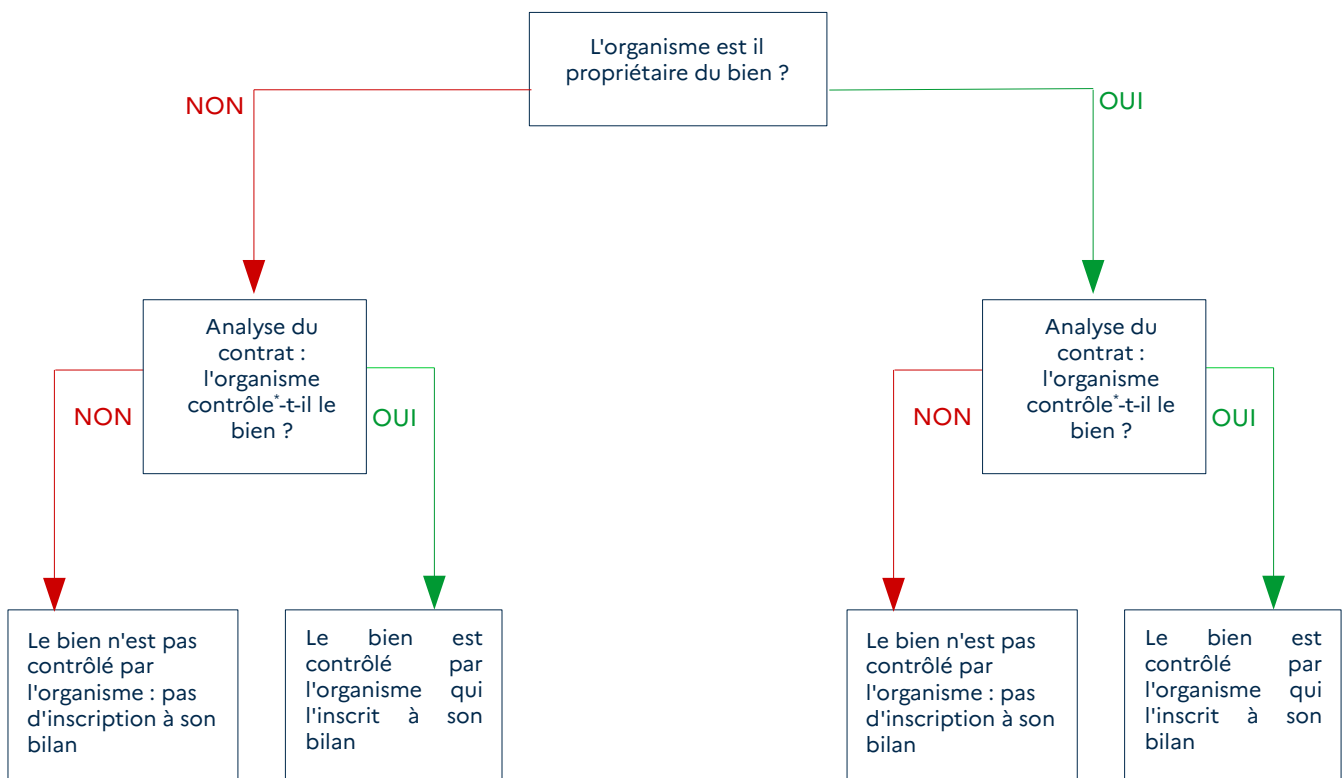 L'organisme est il
propriétaire du bien ?
NON
OUI
Analyse du
contrat :
l'organisme
contrôle*-t-il le
bien ?
NON
OUI
Analyse du
contrat :
l'organisme
contrôle*-t-il le
bien ?
NON
OUI
Le bien n'est pas
contrôlé par
l'organisme : pas
d'inscription à son
bilan
Le bien est
contrôlé par
l'organisme qui
l'inscrit à son
bilan
Le bien n'est pas
contrôlé par
l'organisme : pas
d'inscription à son
bilan
Le bien est
contrôlé par
l'organisme qui
l'inscrit à son
bilan